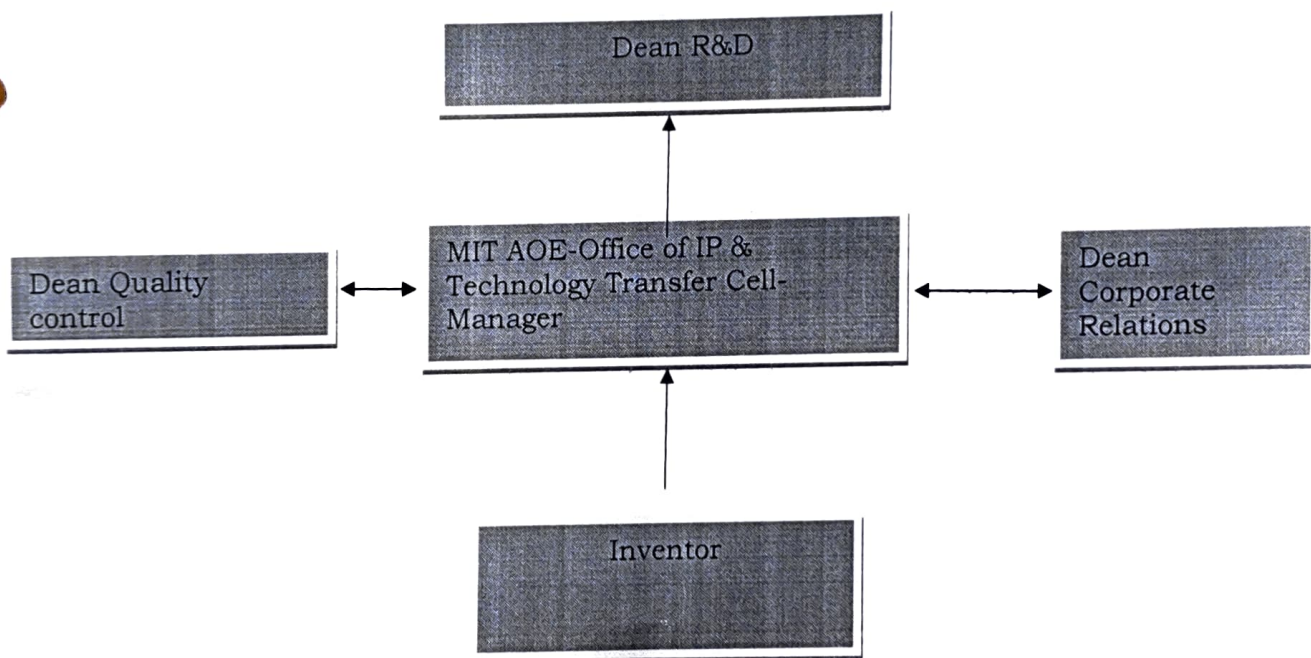 Dean R&D
MIT AOE-Office of IP &
Technology Transfer Cell-
Manager
Dean Quality
control
Dean
Corporate
Relations
Inventor